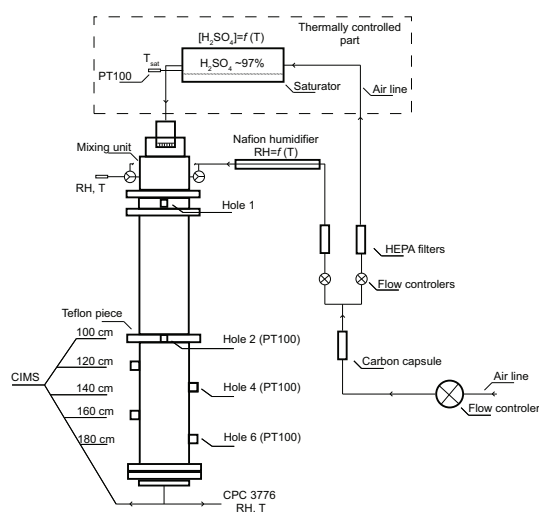 Thermally controlled
part
[H2SO4]=f (T)
Tsat
H2SO4 ~97%
PT100
Saturator
Air line
Mixing unit
Nafion humidifier
RH=f (T)
RH, T
Hole 1
HEPA filters
Flow controlers
Teflon piece
100 cm
Hole 2 (PT100)
120 cm
Carbon capsule
CIMS
140 cm
Hole 4 (PT100)
Air line
160 cm
Flow controler
180 cm
Hole 6 (PT100)
CPC 3776
RH, T